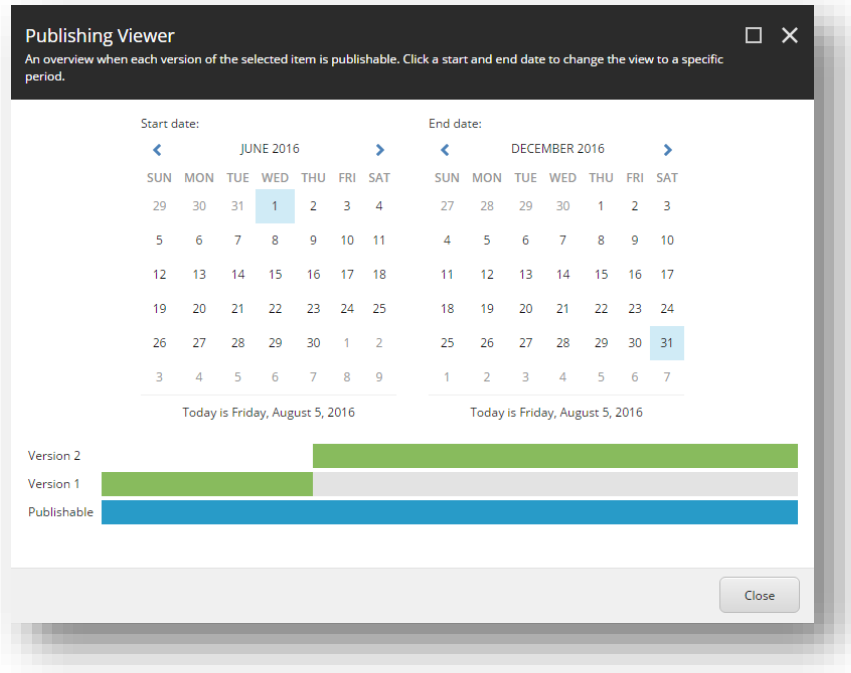 Publishing Viewer
An overview when each version of the selected item is publishable. Click a start and end date to change the view to a specific
period.
Start date:
JUNE 2016
SUN MON TUE WED THU FRI SAT
29 30 31 1 2 3 4
5 6 7 8 9 10 11
12 13 14 15 16 17 18
19 20 21 22 23 24 25
26 27 28 29 30 1 2
3 4 5 6 7 8 9
Today is Friday, August 5, 2016
End date:
DECEMBER 2016
SUN MON TUE WED THU FRI SAT
27 28 29 30 1 2 3
4 5 6 7 8 9 10
11 12 13 14 15 16 17
18 19 20 21 22 23 24
25 26 27 28 29 30 31
1 2 3 4 5 6 7
Today is Friday, August 5, 2016
Version 2
Version 1
Publishable
Close